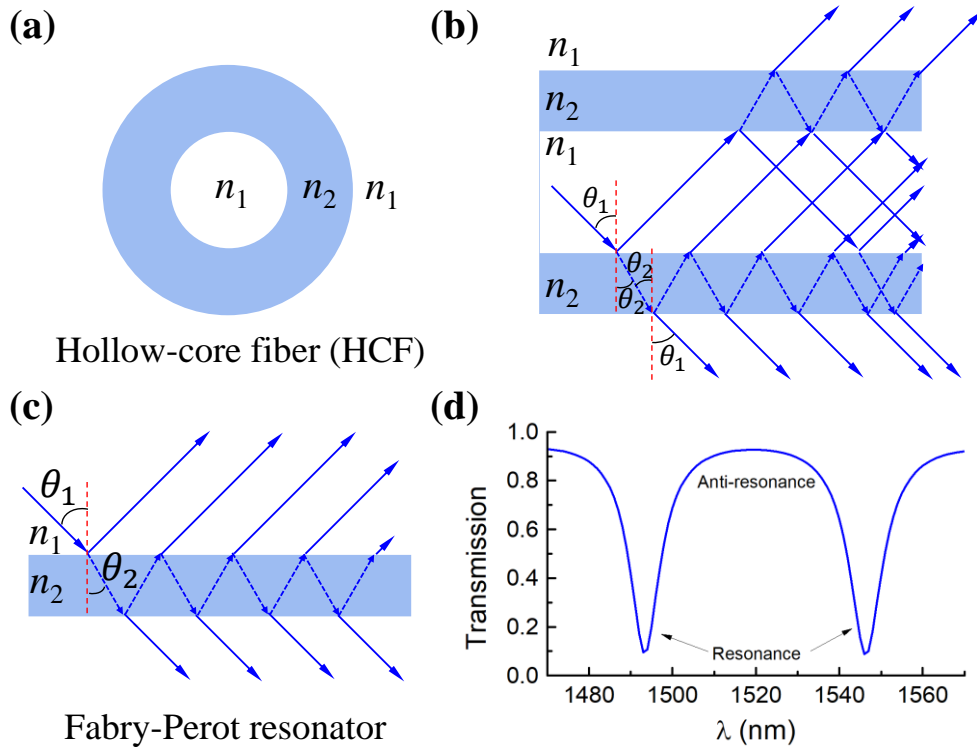 (a)
n₁ n₂ n₁
Hollow-core fiber (HCF)
(b)
n₁
n₂
n₁
θ₁
θ₂
n₂
θ₂
θ₁
(c)
θ₁
n₁
θ₂
n₂
Fabry-Perot resonator
(d)
1.0
0.8
0.6
0.4
0.2
0.0
Transmission
Anti-resonance
Resonance
1480 1500 1520 1540 1560
λ (nm)